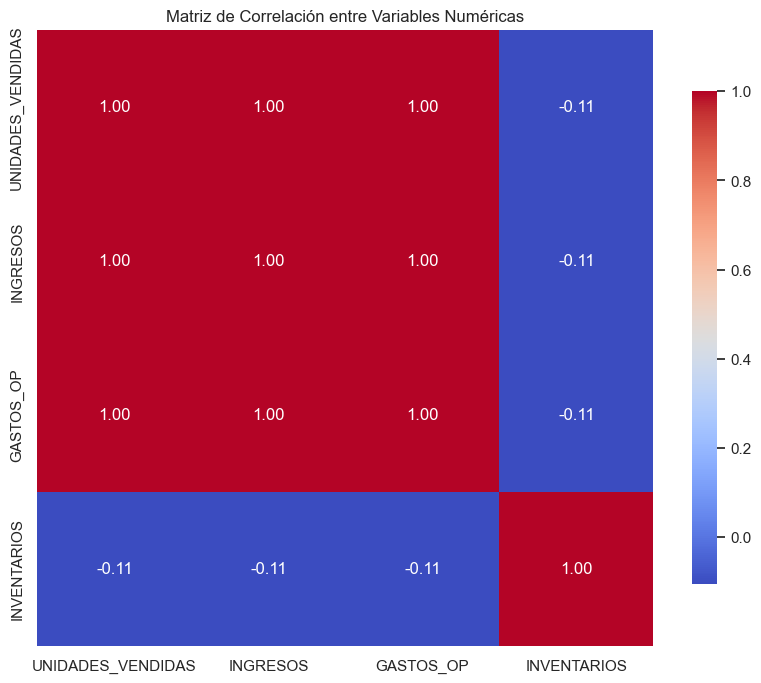 Matriz de Correlación entre Variables Numéricas
UNIDADES_VENDIDAS
1.00 1.00 1.00 -0.11
INGRESOS
1.00 1.00 1.00 -0.11
GASTOS_OP
1.00 1.00 1.00 -0.11
INVENTARIOS
-0.11 -0.11 -0.11 1.00
UNIDADES_VENDIDAS INGRESOS GASTOS_OP INVENTARIOS
1.0
0.8
0.6
0.4
0.2
0.0